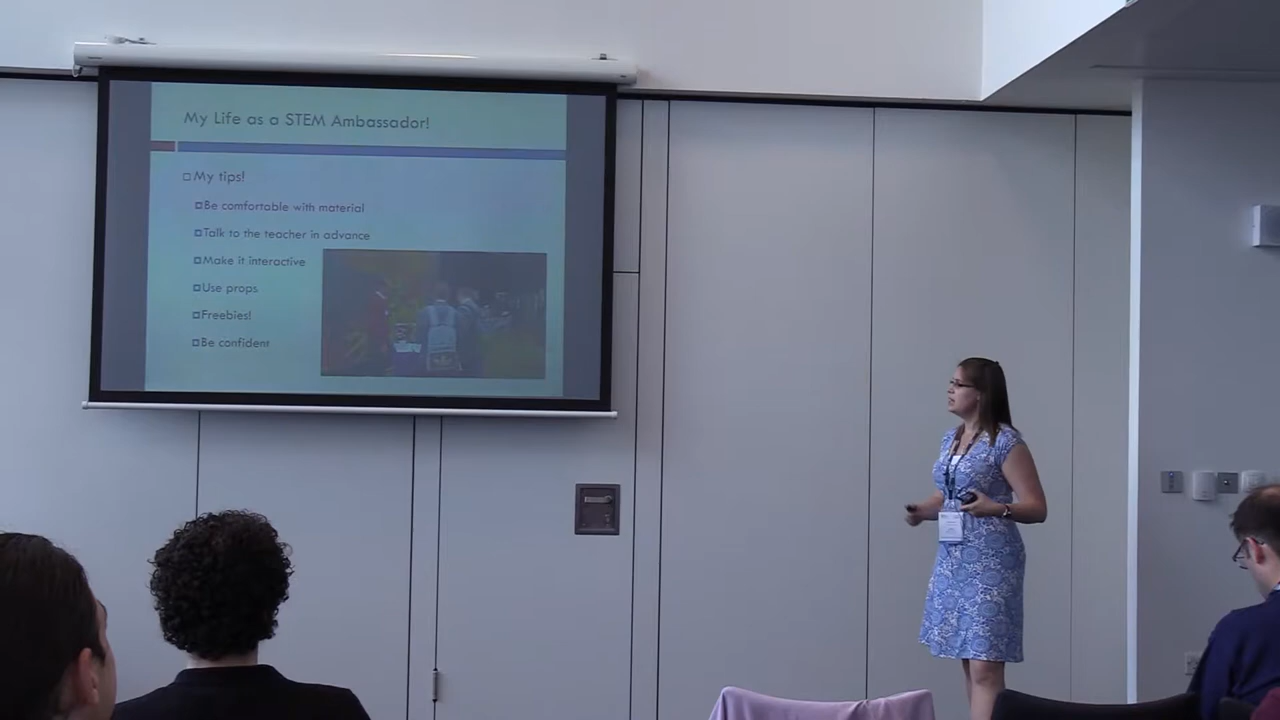 My Life as a STEM Ambassador!
My tips!
Be comfortable with material
Talk to the teacher in advance
Make it interactive
Use props
Freebies!
Be confident